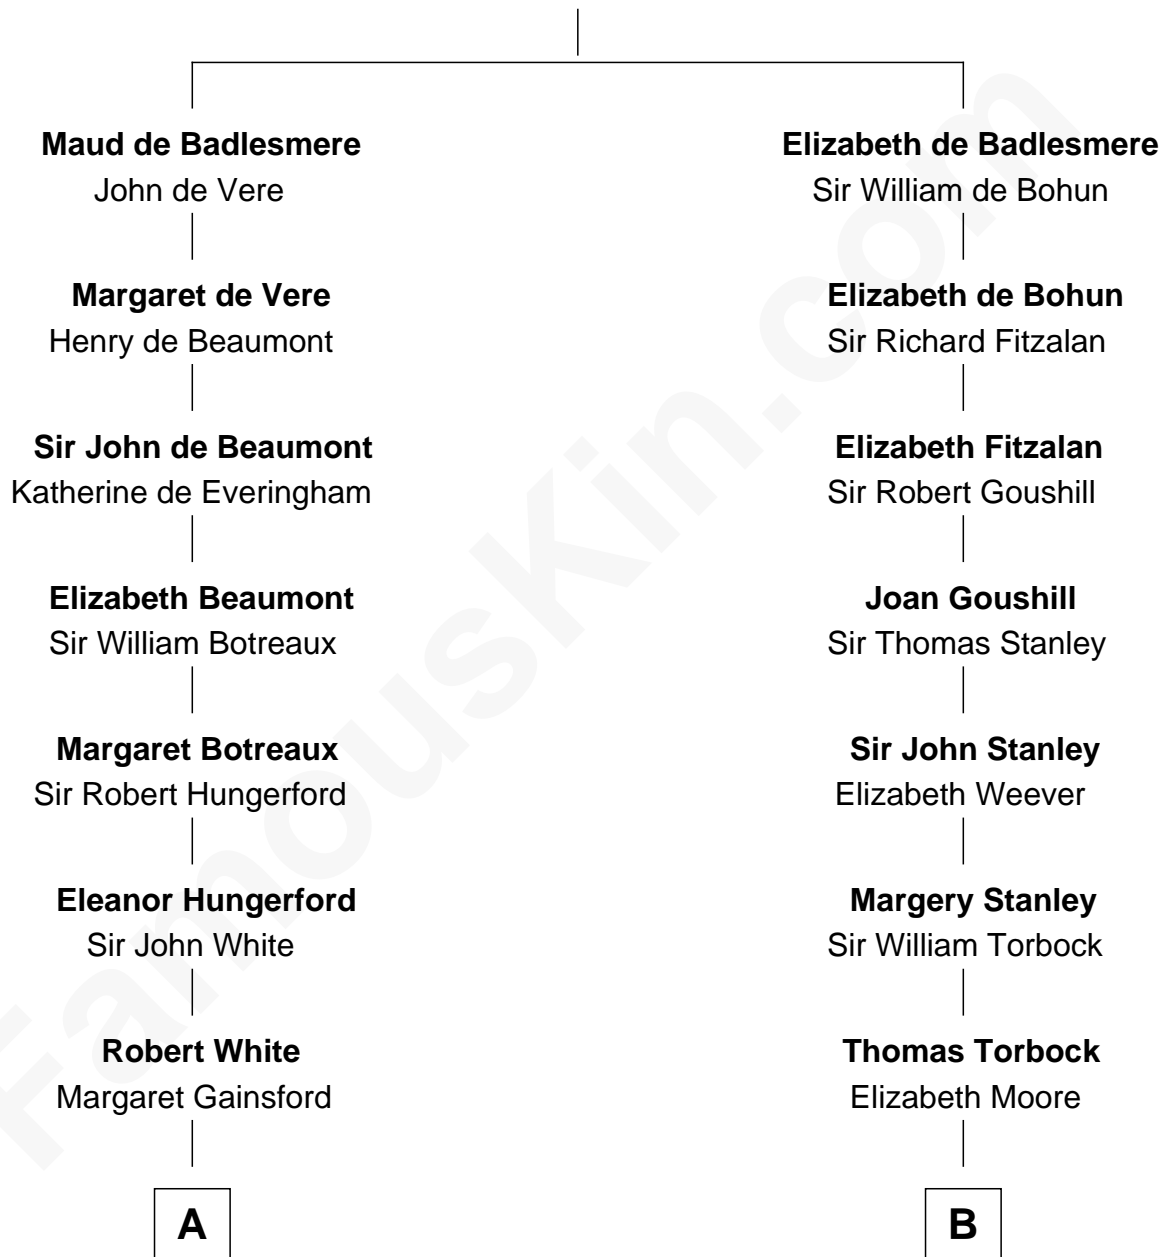 Maud de Badlesmere
John de Vere
Margaret de Vere
Henry de Beaumont
Sir John de Beaumont
Katherine de Everingham
Elizabeth Beaumont
Sir William Botreaux
Margaret Botreaux
Sir Robert Hungerford
Eleanor Hungerford
Sir John White
Robert White
Margaret Gainsford
A
Elizabeth de Badlesmere
Sir William de Bohun
Elizabeth de Bohun
Sir Richard Fitzalan
Elizabeth Fitzalan
Sir Robert Goushill
Joan Goushill
Sir Thomas Stanley
Sir John Stanley
Elizabeth Weever
Margery Stanley
Sir William Torbock
Thomas Torbock
Elizabeth Moore
B
FamousKin.com